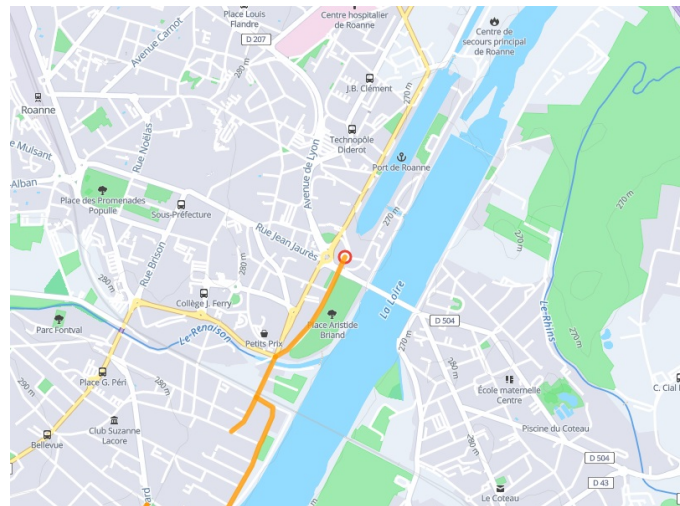 Place Louis
Flandre
Centre hospitalier
de Roanne
D 207
Avenue Carnot
280 m
Centre de
secours principal
de Roanne
J.B. Clément
270 m
Roanne
Rue Noëlas
Technopôle
Diderot
270 m
e Mulsant
Port de Roanne
-Alban
Avenue de Lyon
Place des Promenades
Populle
Sous-Préfecture
270 m
Rue Jean Jaurès
270 m
280 m
Rue Brison
280 m
La Loire
Collège J. Ferry
Le-Rhins
Place Aristide
Briand
D 504
270 m
Parc Fontval
Le-Renaison
Petits Prix
270 m
280 m
290 m
Place G. Péri
École maternelle
Centre
Club Suzanne
Lacore
Piscine du Coteau
Bellevue
D 504
D 43
Le Coteau